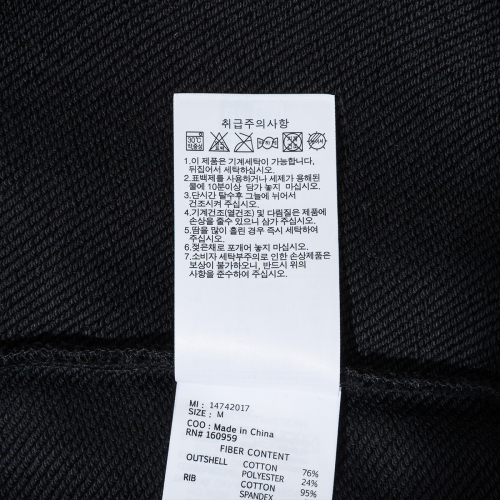 취급주의사항
30℃
약중성
1.이 제품은 기계세탁이 가능합니다.
뒤집어서 세탁하십시오.
2.표백제를 사용하거나 세제가 용해된
물에 10분이상 담가 놓지 마십시오.
3.단시간 탈수후 그늘에 뉘어서
건조시켜 주십시오.
4.기계건조(열건조) 및 다림질은 제품에
손상을 줄수 있으니 삼가 주십시오.
5.땀을 많이 흘린 경우 즉시 세탁하여
주십시오.
6.젖은채로 포개어 놓지 마십시오.
7.소비자 세탁부주의로 인한 손상제품은
보상이 불가하오니, 반드시 위의
사항을 준수하여 주십시오.
MI : 14742017
SIZE : M
COO : Made in China
RN# 160959
FIBER CONTENT
OUTSHELL COTTON 76%
POLYESTER 24%
RIB COTTON 95%
SPANDEX